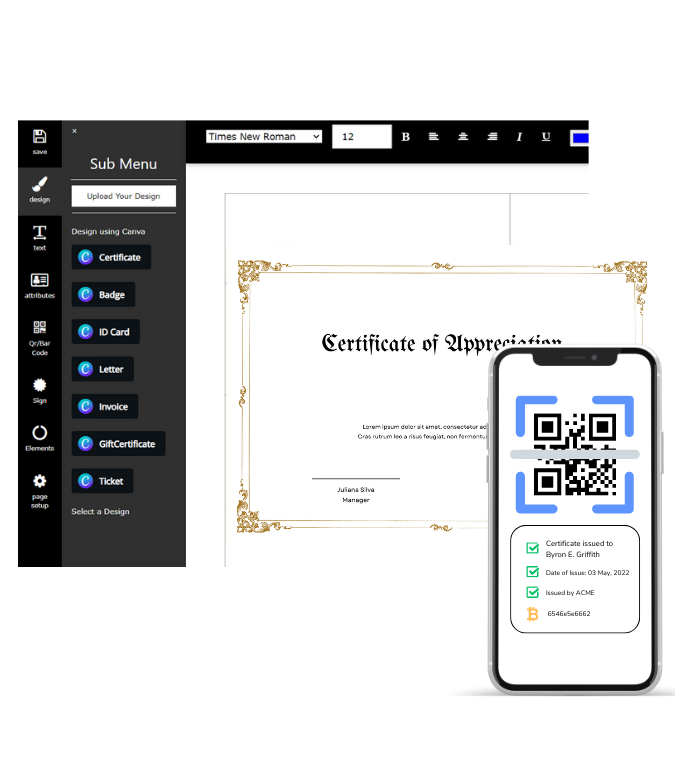 save
design
text
attributes
Qr/Bar
Code
Sign
Elements
page
setup
×
Sub Menu
Upload Your Design
Design using Canva
Certificate
Badge
ID Card
Letter
Invoice
GiftCertificate
Ticket
Select a Design
Times New Roman
12
B
I
U
Certificate of Appreciation
Lorem ipsum dolor sit amet, consectetur
Cras rutrum leo a risus feugiat, non
Juliana Silva
Manager
Certificate issued to
Byron E. Griffith
Date of Issue: 03 May, 2022
Issued by ACME
6546e5e6662